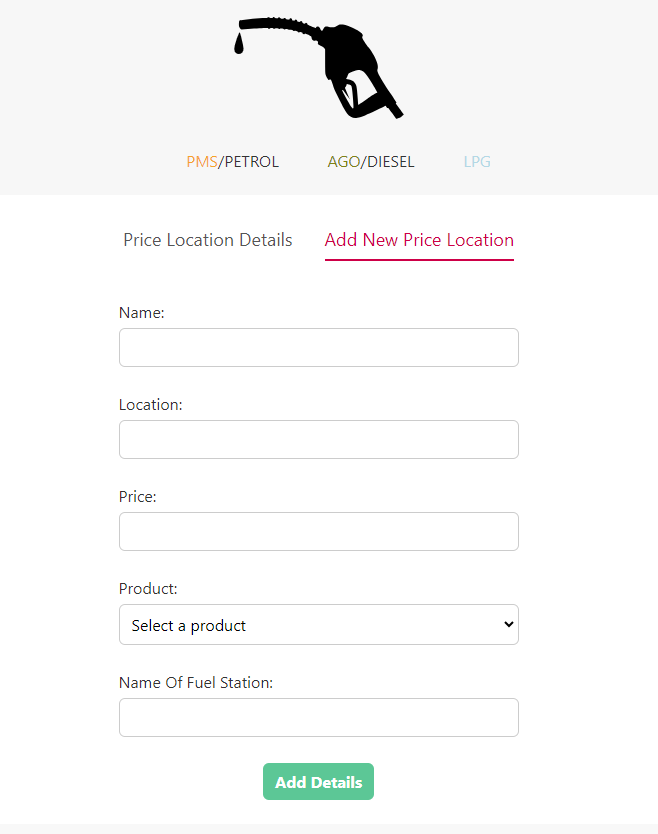 PMS/PETROL AGO/DIESEL LPG
Price Location Details Add New Price Location
Name:
Location:
Price:
Product:
Select a product
Name Of Fuel Station:
Add Details